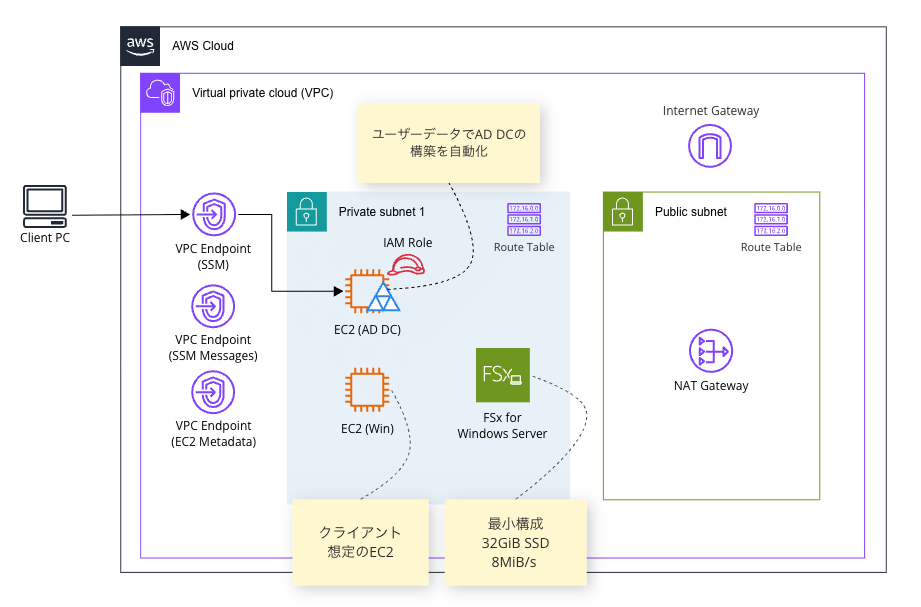 aws
AWS Cloud
Virtual private cloud (VPC)
Internet Gateway
ユーザーデータでAD DCの
構築を自動化
Client PC
VPC Endpoint
(SSM)
VPC Endpoint
(SSM Messages)
VPC Endpoint
(EC2 Metadata)
Private subnet 1
172.16.0.0
172.16.1.0
172.16.2.0
Route Table
IAM Role
EC2 (AD DC)
EC2 (Win)
FSx
FSx for
Windows Server
Public subnet
172.16.0.0
172.16.1.0
172.16.2.0
Route Table
NAT Gateway
クライアント
想定のEC2
最小構成
32GiB SSD
8MiB/s